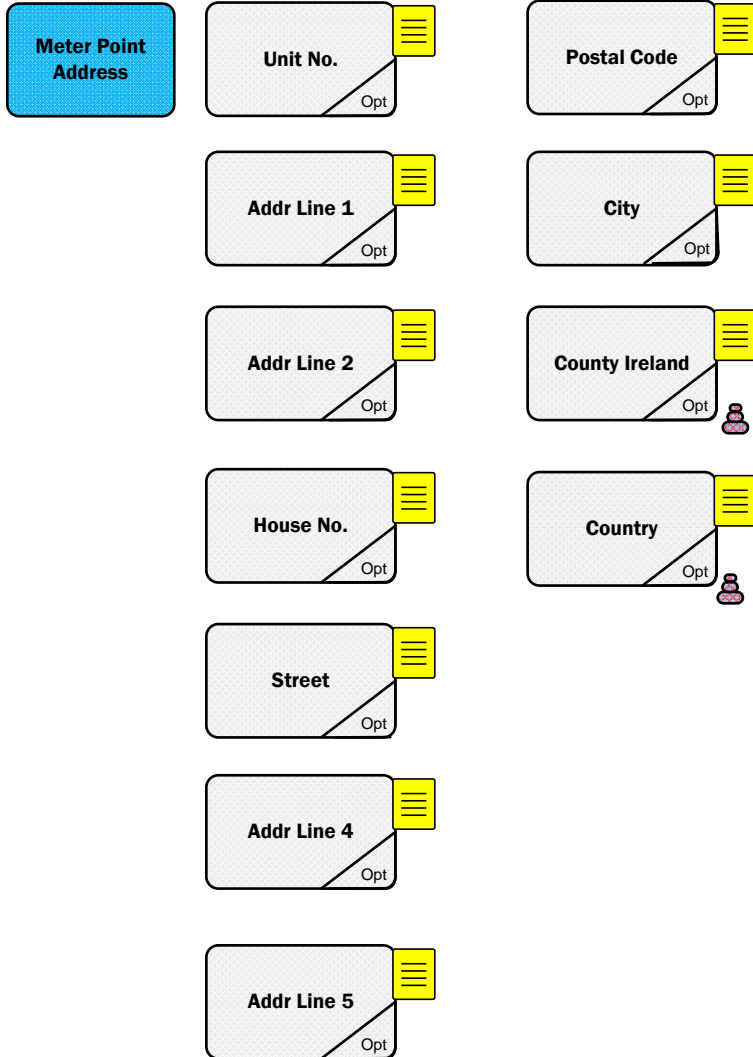 Meter Point
Address
Unit No.
Opt
Addr Line 1
Opt
Addr Line 2
Opt
House No.
Opt
Street
Opt
Addr Line 4
Opt
Addr Line 5
Opt
Postal Code
Opt
City
Opt
County Ireland
Opt
Country
Opt